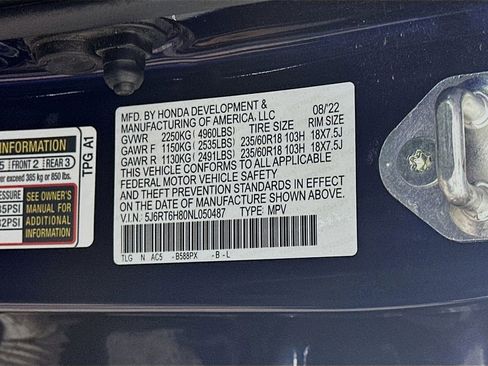 MFD. BY HONDA DEVELOPMENT &
MANUFACTURING OF AMERICA, LLC 08/22
GVWR 2250KG (4960LBS) TIRE SIZE RIM SIZE
GAWR F 1150KG (2535LBS) 235/60R18 103H 18X7.5J
GAWR R 1130KG (2491LBS) 235/60R18 103H 18X7.5J
THIS VEHICLE CONFORMS TO ALL APPLICABLE
FEDERAL MOTOR VEHICLE SAFETY
AND THEFT PREVENTION STANDARDS IN EFFECT
ON THE DATE OF MANUFACTURE SHOWN ABOVE.
V.I.N: 5J6RT6H80NL050487 TYPE: MPV
TLG N AC5 -B588PX -B-L
INFORMATION
5 FRONT 2 REAR 3
exceed 385 kg or 850 lbs.
35PSI
32PSI
SEE OWNER'S
MANUAL FOR
ADDITIONAL
INFORMATION
TPG A1